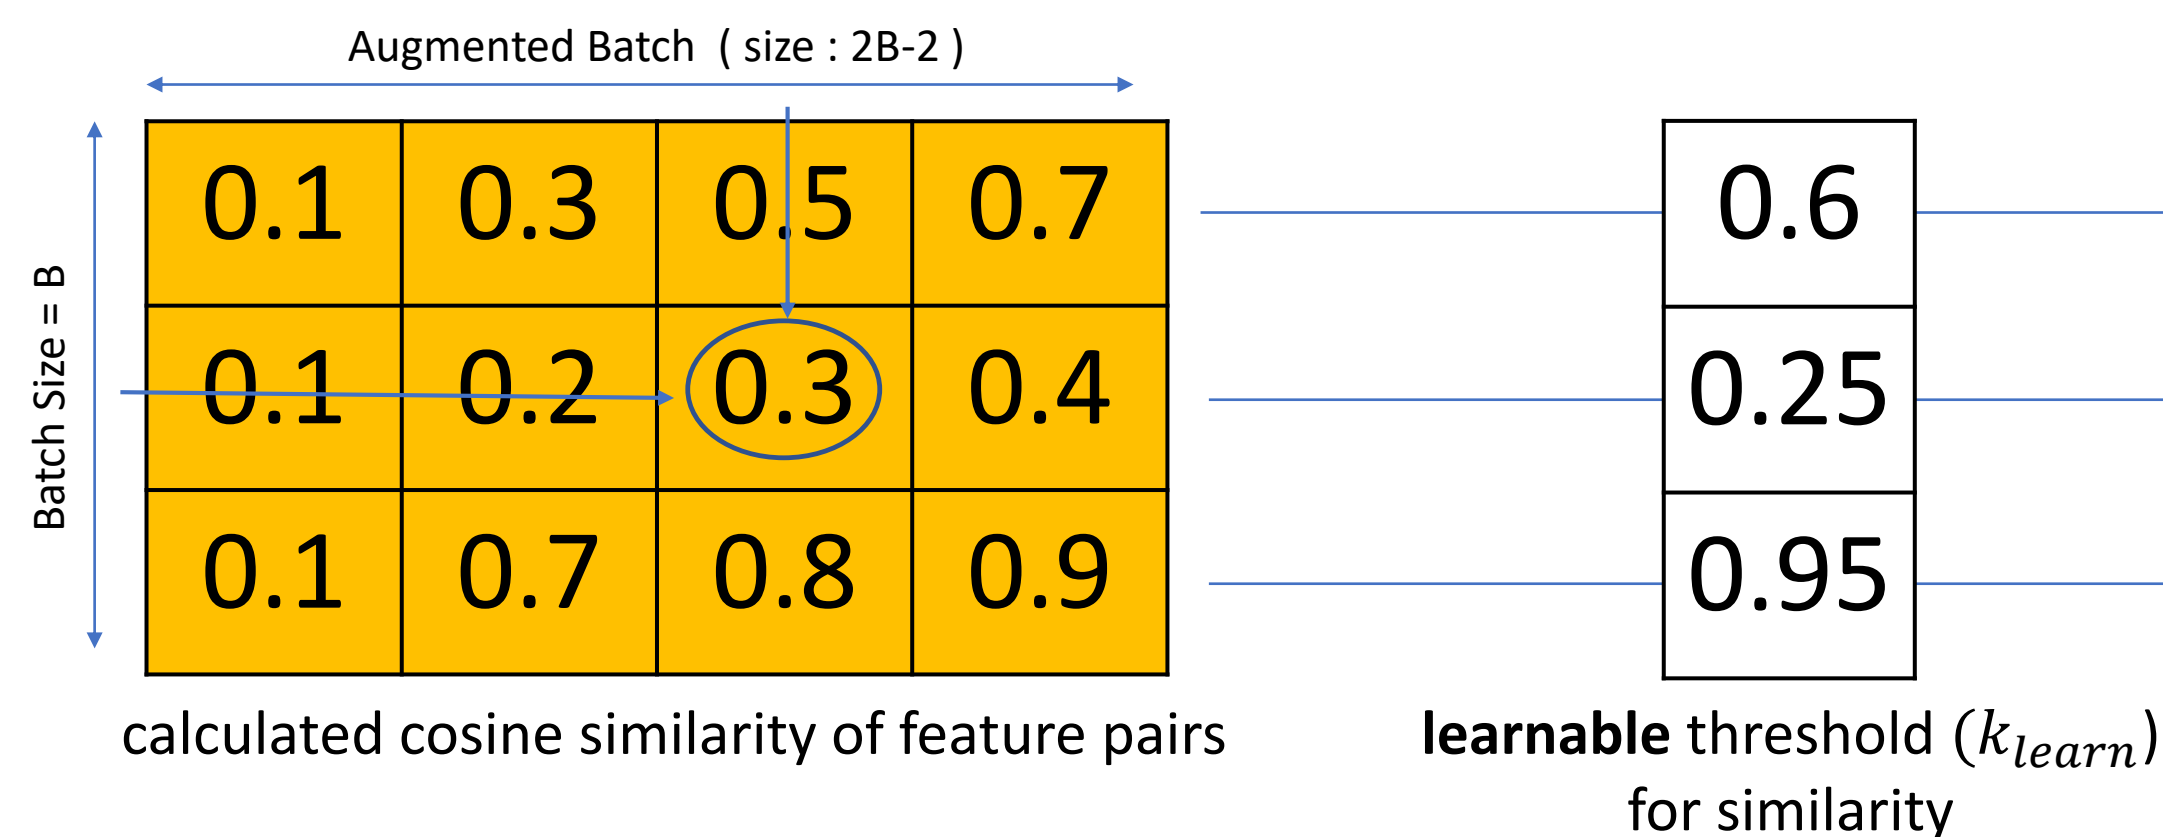 Augmented Batch ( size : 2B-2 )
Batch Size = B
0.1 0.3 0.5 0.7 0.6
0.1 0.2 0.3 0.4 0.25
0.1 0.7 0.8 0.9 0.95
calculated cosine similarity of feature pairs
learnable threshold (k_learn)
for similarity